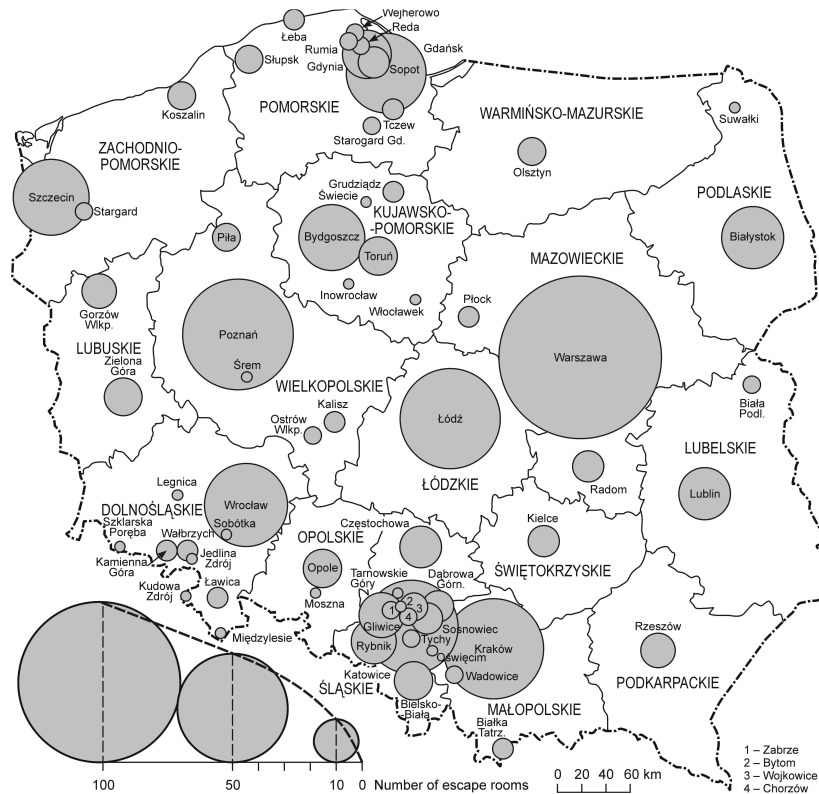 Wejherowo
Reda
Łeba
Rumia
Gdańsk
Słupsk
Gdynia
Sopot
POMORSKIE
Koszalin
Tczew
Starogard Gd.
WARMIŃSKO-MAZURSKIE
Suwałki
ZACHODNIO-
POMORSKIE
Olsztyn
Szczecin
Stargard
Grudziądz
Świecie
KUJAWSKO-
-POMORSKIE
PODLASKIE
Piła
Bydgoszcz
Toruń
Białystok
MAZOWIECKIE
Inowrocław
Włocławek
Płock
Gorzów
Wlkp.
LUBUSKIE
Zielona
Góra
Poznań
Śrem
Warszawa
WIELKOPOLSKIE
Kalisz
Ostrów
Wlkp.
Łódź
Biała
Podl.
LUBELSKIE
ŁÓDZKIE
Radom
Lublin
Legnica
DOLNOŚLĄSKIE
Wrocław
Sobótka
Szklarska
Poręba
Wałbrzych
Jedlina
Zdrój
Kamienna
Góra
OPOLSKIE
Częstochowa
Kielce
ŚWIĘTOKRZYSKIE
Opole
Moszna
Kudowa
Zdrój
Ławica
Międzylesie
Tarnowskie
Góry
Dąbrowa
Górn.
1
2
3
4
Gliwice
Sosnowiec
Rybnik
Tychy
Oświęcim
Kraków
Wadowice
Katowice
Rzeszów
ŚLĄSKIE
Bielsko-
Biała
MAŁOPOLSKIE
PODKARPACKIE
Białka
Tatrz.
100
50
10
0
Number of escape rooms
0 20 40 60 km
1 – Zabrze
2 – Bytom
3 – Wojkowice
4 – Chorzów